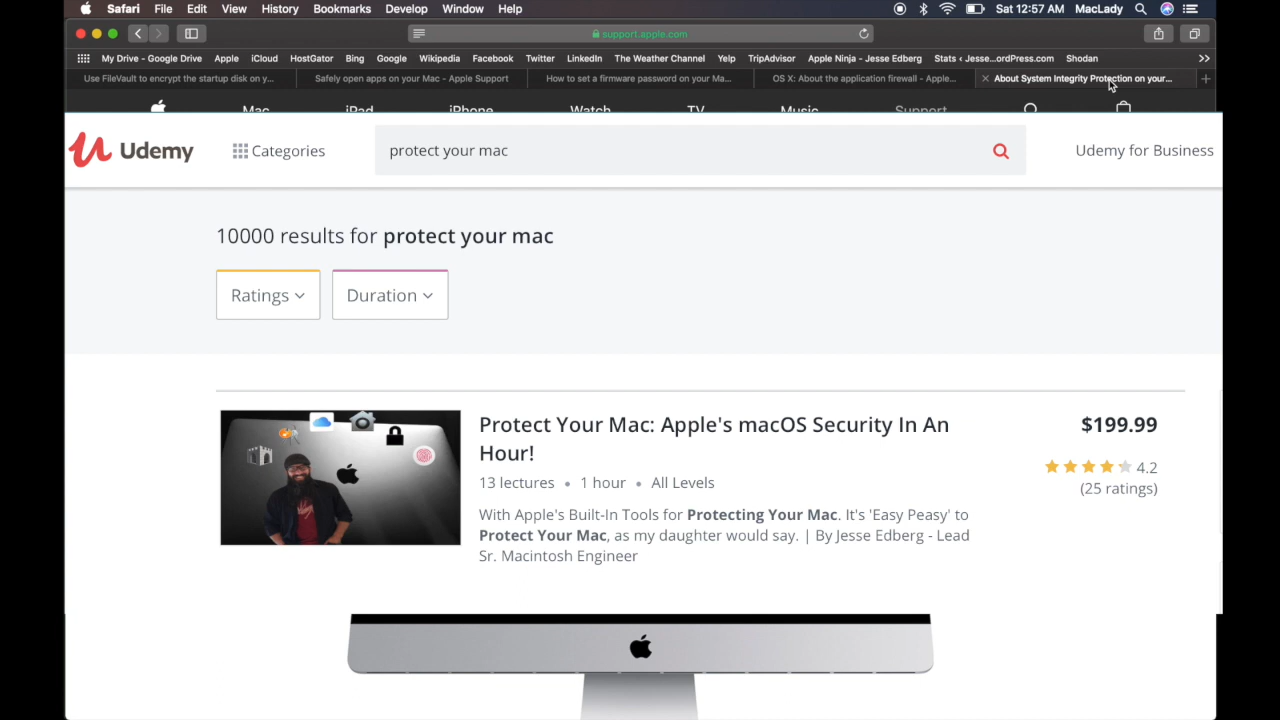 Safari File Edit View History Bookmarks Develop Window Help Sat 12:57 AM MacLady
support.apple.com
My Drive - Google Drive Apple iCloud HostGator Bing Google Wikipedia Facebook Twitter LinkedIn The Weather Channel Yelp TripAdvisor Apple Ninja - Jesse Edberg Stats ‹ Jesse...ordPress.com Shodan
Use FileVault to encrypt the startup disk on y... Safely open apps on your Mac - Apple Support How to set a firmware password on your Ma... OS X: About the application firewall - Apple... About System Integrity Protection on your...
Mac iPad iPhone Watch TV Music Support
Udemy Categories protect your mac Udemy for Business
10000 results for protect your mac
Ratings Duration
Protect Your Mac: Apple's macOS Security In An $199.99
Hour!
4.2
13 lectures • 1 hour • All Levels (25 ratings)
With Apple's Built-In Tools for Protecting Your Mac. It's 'Easy Peasy' to
Protect Your Mac, as my daughter would say. | By Jesse Edberg - Lead
Sr. Macintosh Engineer